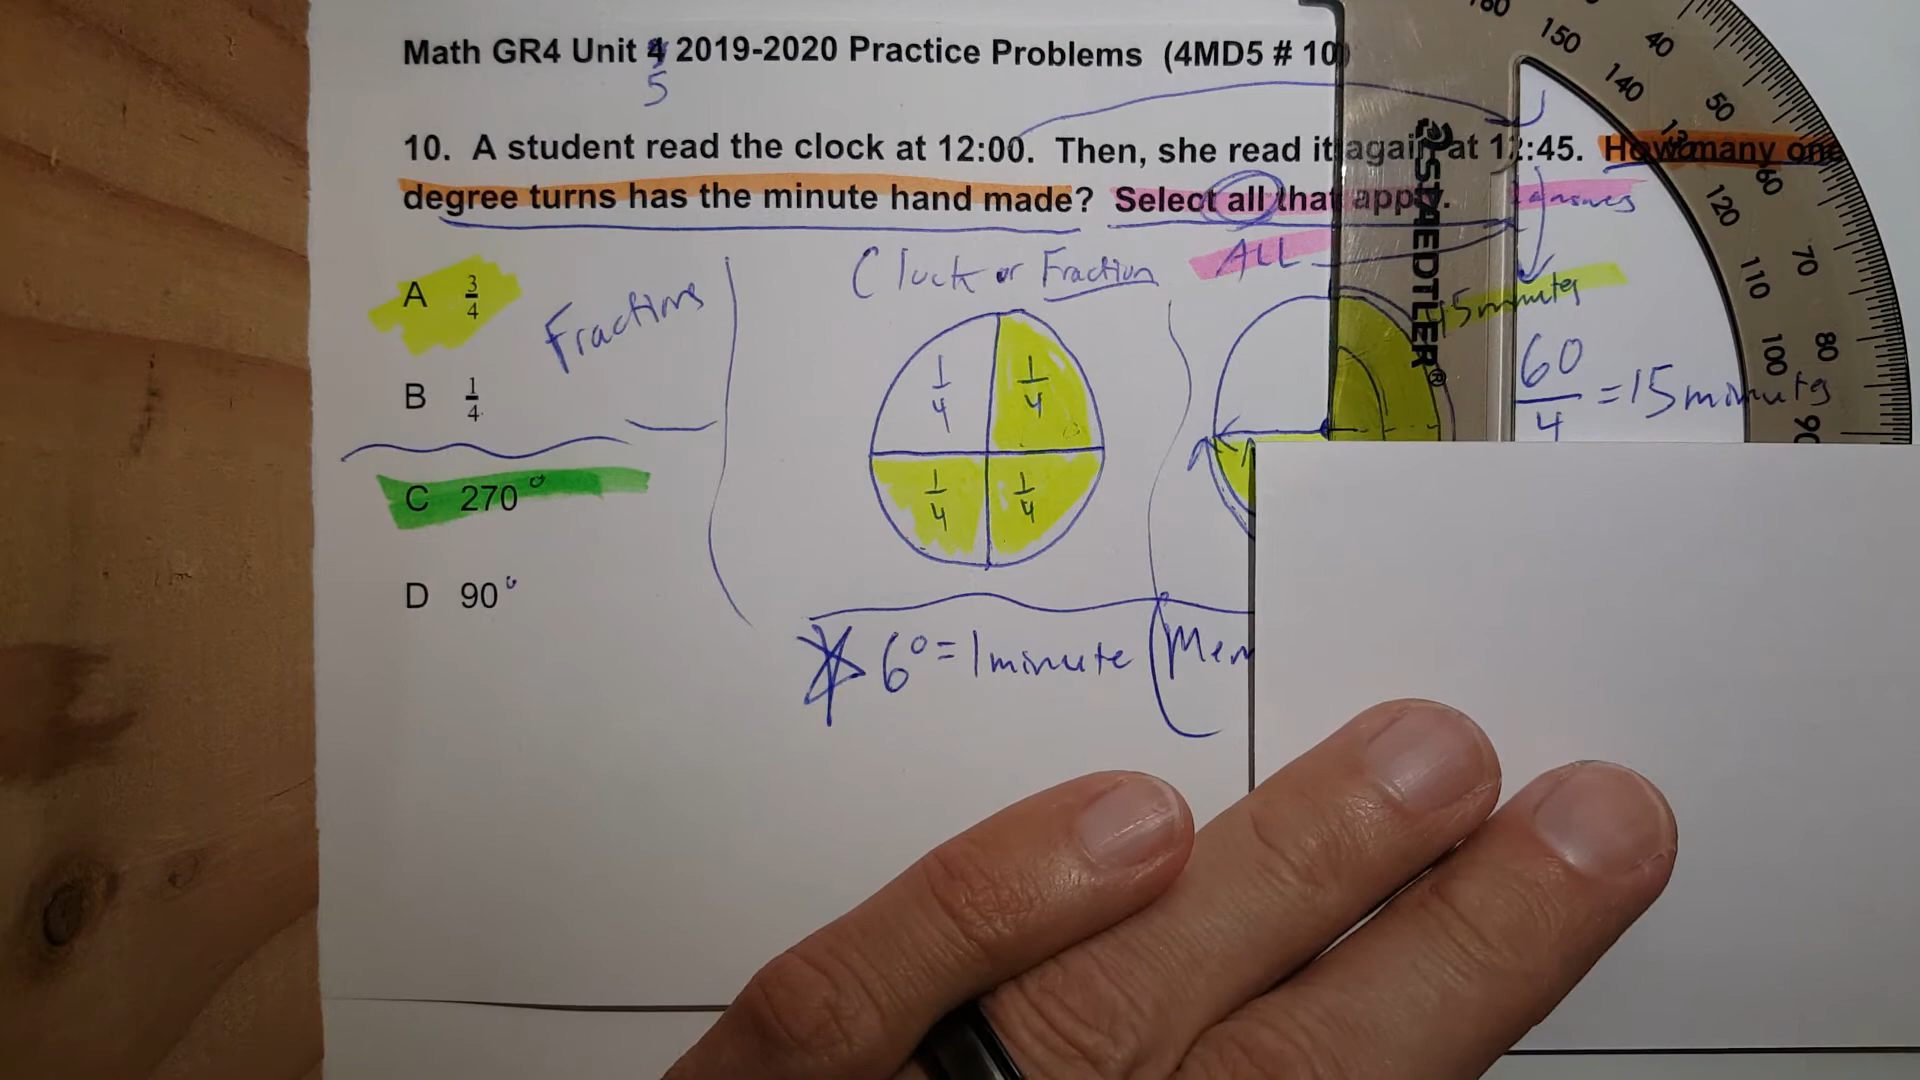 Math GR4 Unit 4 2019-2020 Practice Problems (4MD5 # 10)
5
10. A student read the clock at 12:00. Then, she read it again at 12:45. How many one
degree turns has the minute hand made? Select all that apply.
2 answers
Clock or Fraction
ALL
A 3/4
Fractions
45 minutes
B 1/4
1/4 1/4
1/4 1/4
60/4 = 15 minutes
C 270°
D 90°
6° = 1 minute (Mem
STAEDTLER®
160 150 140 130 120 110 100 90
40 50 60 70 80